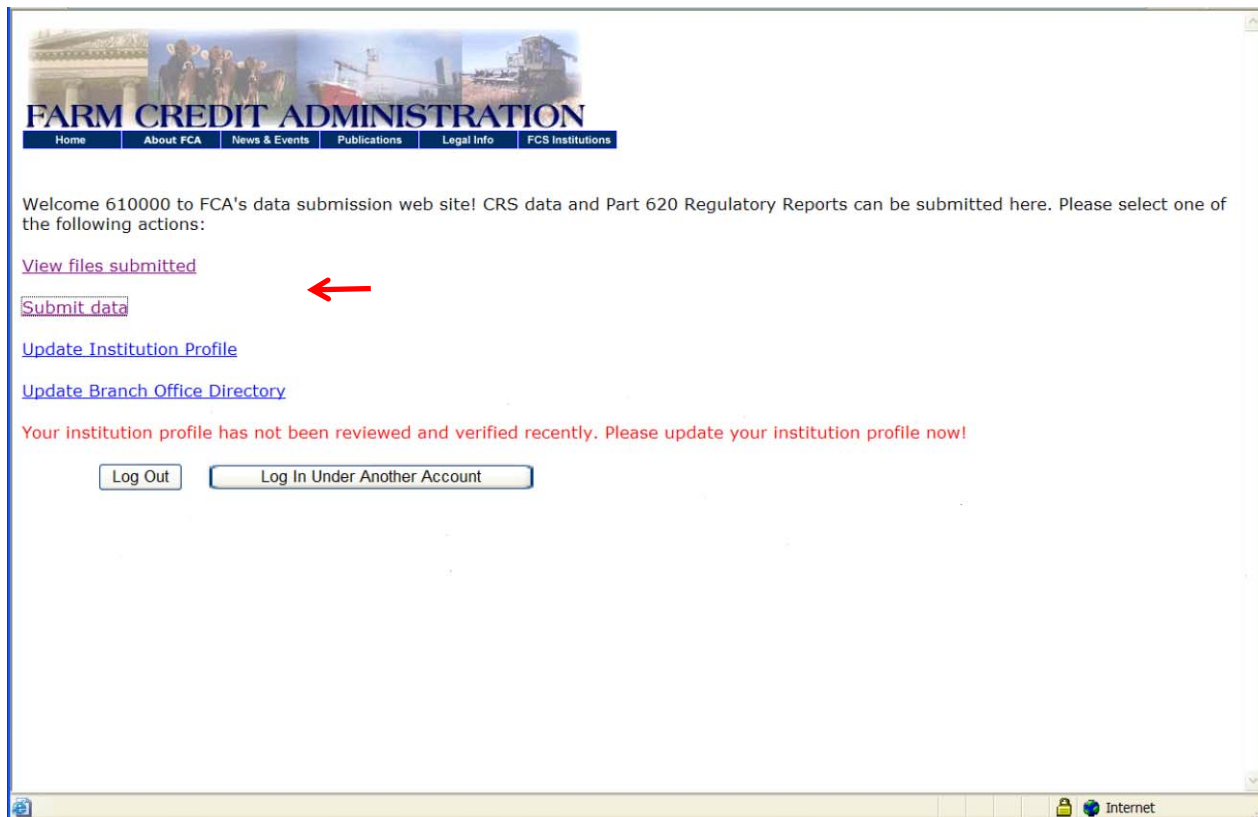 FARM CREDIT ADMINISTRATION
Home About FCA News & Events Publications Legal Info FCS Institutions
Welcome 610000 to FCA's data submission web site! CRS data and Part 620 Regulatory Reports can be submitted here. Please select one of
the following actions:
View files submitted
Submit data
Update Institution Profile
Update Branch Office Directory
Your institution profile has not been reviewed and verified recently. Please update your institution profile now!
Log Out Log In Under Another Account
Internet